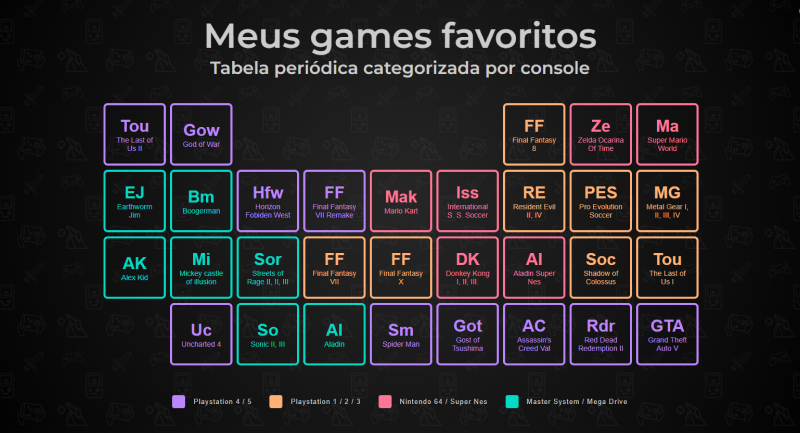 Meus games favoritos
Tabela periódica categorizada por console
Tou
The Last of
Us II
Gow
God of War
FF
Final Fantasy
8
Ze
Zelda Ocarina
Of Time
Ma
Super Mario
World
EJ
Earthworm
Jim
Bm
Boogerman
Hfw
Horizon
Fobiden West
FF
Final Fantasy
VII Remake
Mak
Mario Kart
Iss
International
S. S. Soccer
RE
Resident Evil
II, IV
PES
Pro Evolution
Soccer
MG
Metal Gear I,
II, III, IV
AK
Alex Kid
Mi
Mickey castle
of illusion
Sor
Streets of
Rage II, II, III
FF
Final Fantasy
VII
FF
Final Fantasy
X
DK
Donkey Kong
I, II, III
Al
Aladin Super
Nes
Soc
Shadow of
Colossus
Tou
The Last of
Us I
Uc
Uncharted 4
So
Sonic II, III
Al
Aladin
Sm
Spider Man
Got
Gost of
Tsushima
AC
Assassin's
Creed Val
Rdr
Red Dead
Redemption II
GTA
Grand Theft
Auto V
Playstation 4 / 5
Playstation 1 / 2 / 3
Nintendo 64 / Super Nes
Master System / Mega Drive